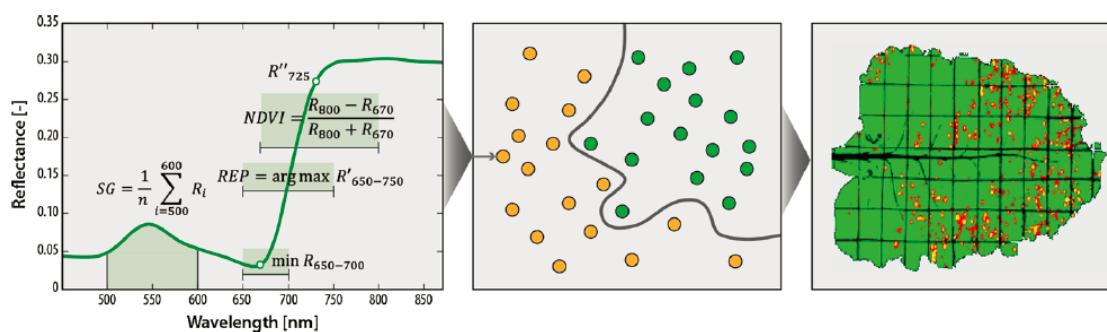 0.35
0.30
0.25
0.20
0.15
0.10
0.05
0
Reflectance [-]
R''725
NDVI = (R800 − R670) / (R800 + R670)
SG = 1/n ∑ i=500 600 Ri
REP = arg max R'650−750
min R650−700
500 550 600 650 700 750 800 850
Wavelength [nm]